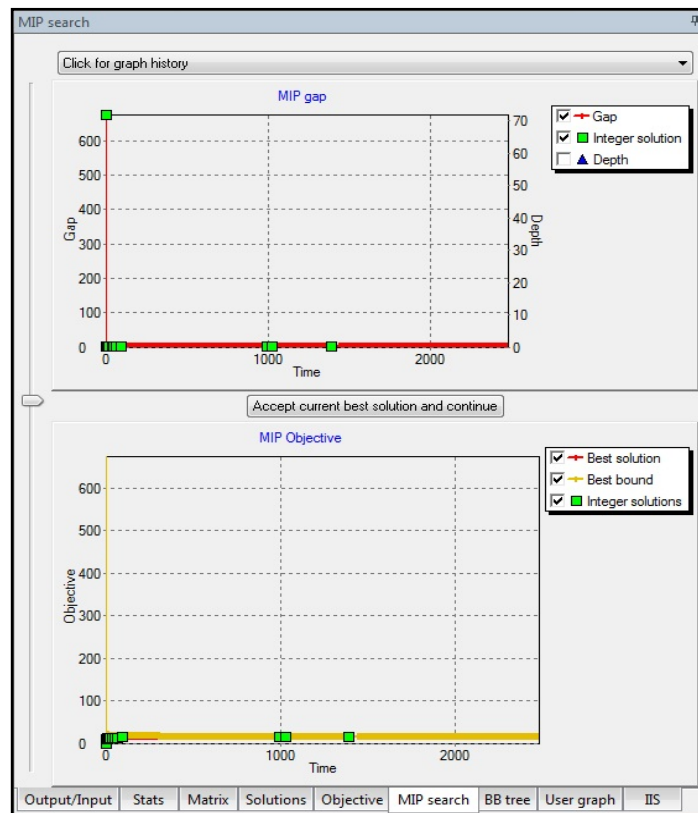 MIP search
Click for graph history
MIP gap
600
500
400
300
200
100
0
Gap
70
60
50
40
30
20
10
0
Depth
0 1000 2000
Time
Gap
Integer solution
Depth
Accept current best solution and continue
MIP Objective
600
500
400
300
200
100
0
Objective
0 1000 2000
Time
Best solution
Best bound
Integer solutions
Output/Input Stats Matrix Solutions Objective MIP search BB tree User graph IIS